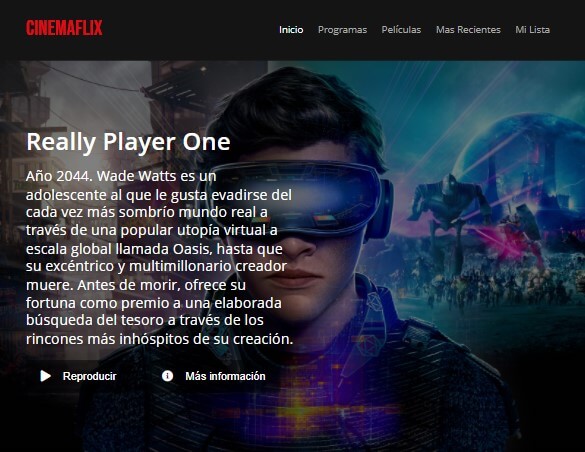 CINEMAFLIX
Inicio Programas Películas Mas Recientes Mi Lista
Really Player One
Año 2044. Wade Watts es un
adolescente al que le gusta evadirse del
cada vez más sombrío mundo real a
través de una popular utopía virtual a
escala global llamada Oasis, hasta que
su excéntrico y multimillonario creador
muere. Antes de morir, ofrece su
fortuna como premio a una elaborada
búsqueda del tesoro a través de los
rincones más inhóspitos de su creación.
Reproducir Más información